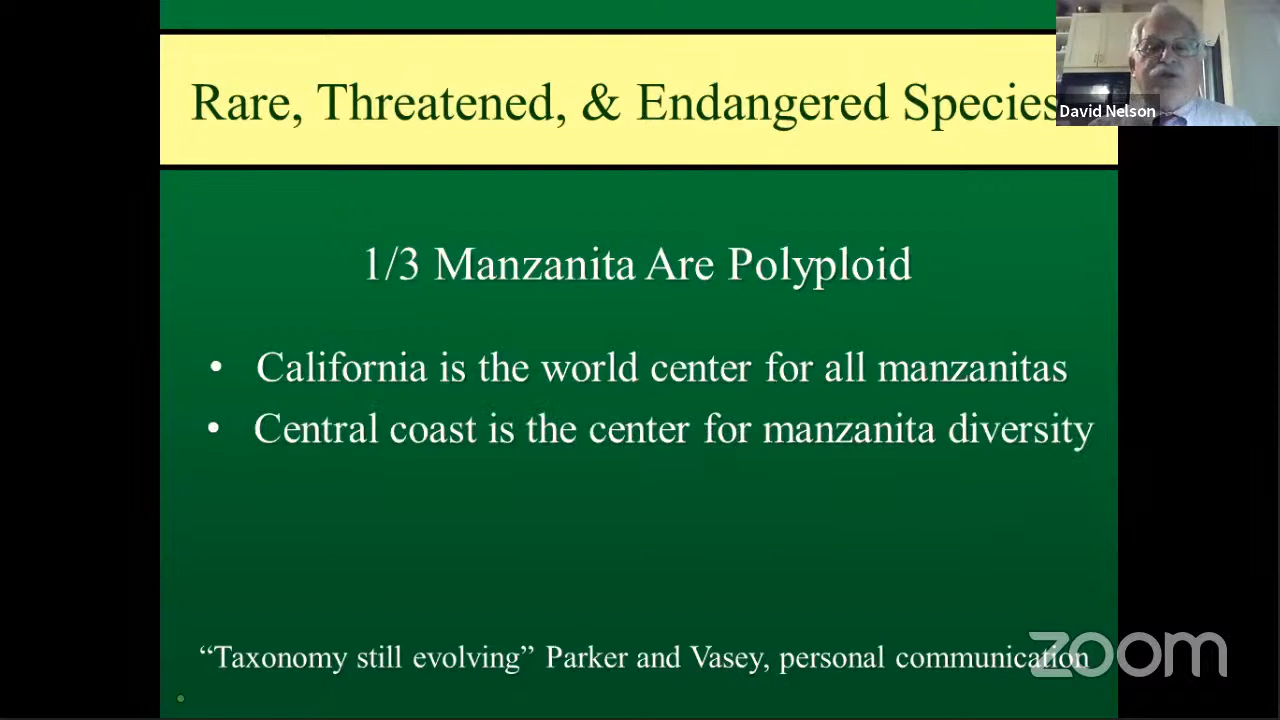 Rare, Threatened, & Endangered Species
David Nelson
1/3 Manzanita Are Polyploid
• California is the world center for all manzanitas
• Central coast is the center for manzanita diversity
“Taxonomy still evolving” Parker and Vasey, personal communication
zoom